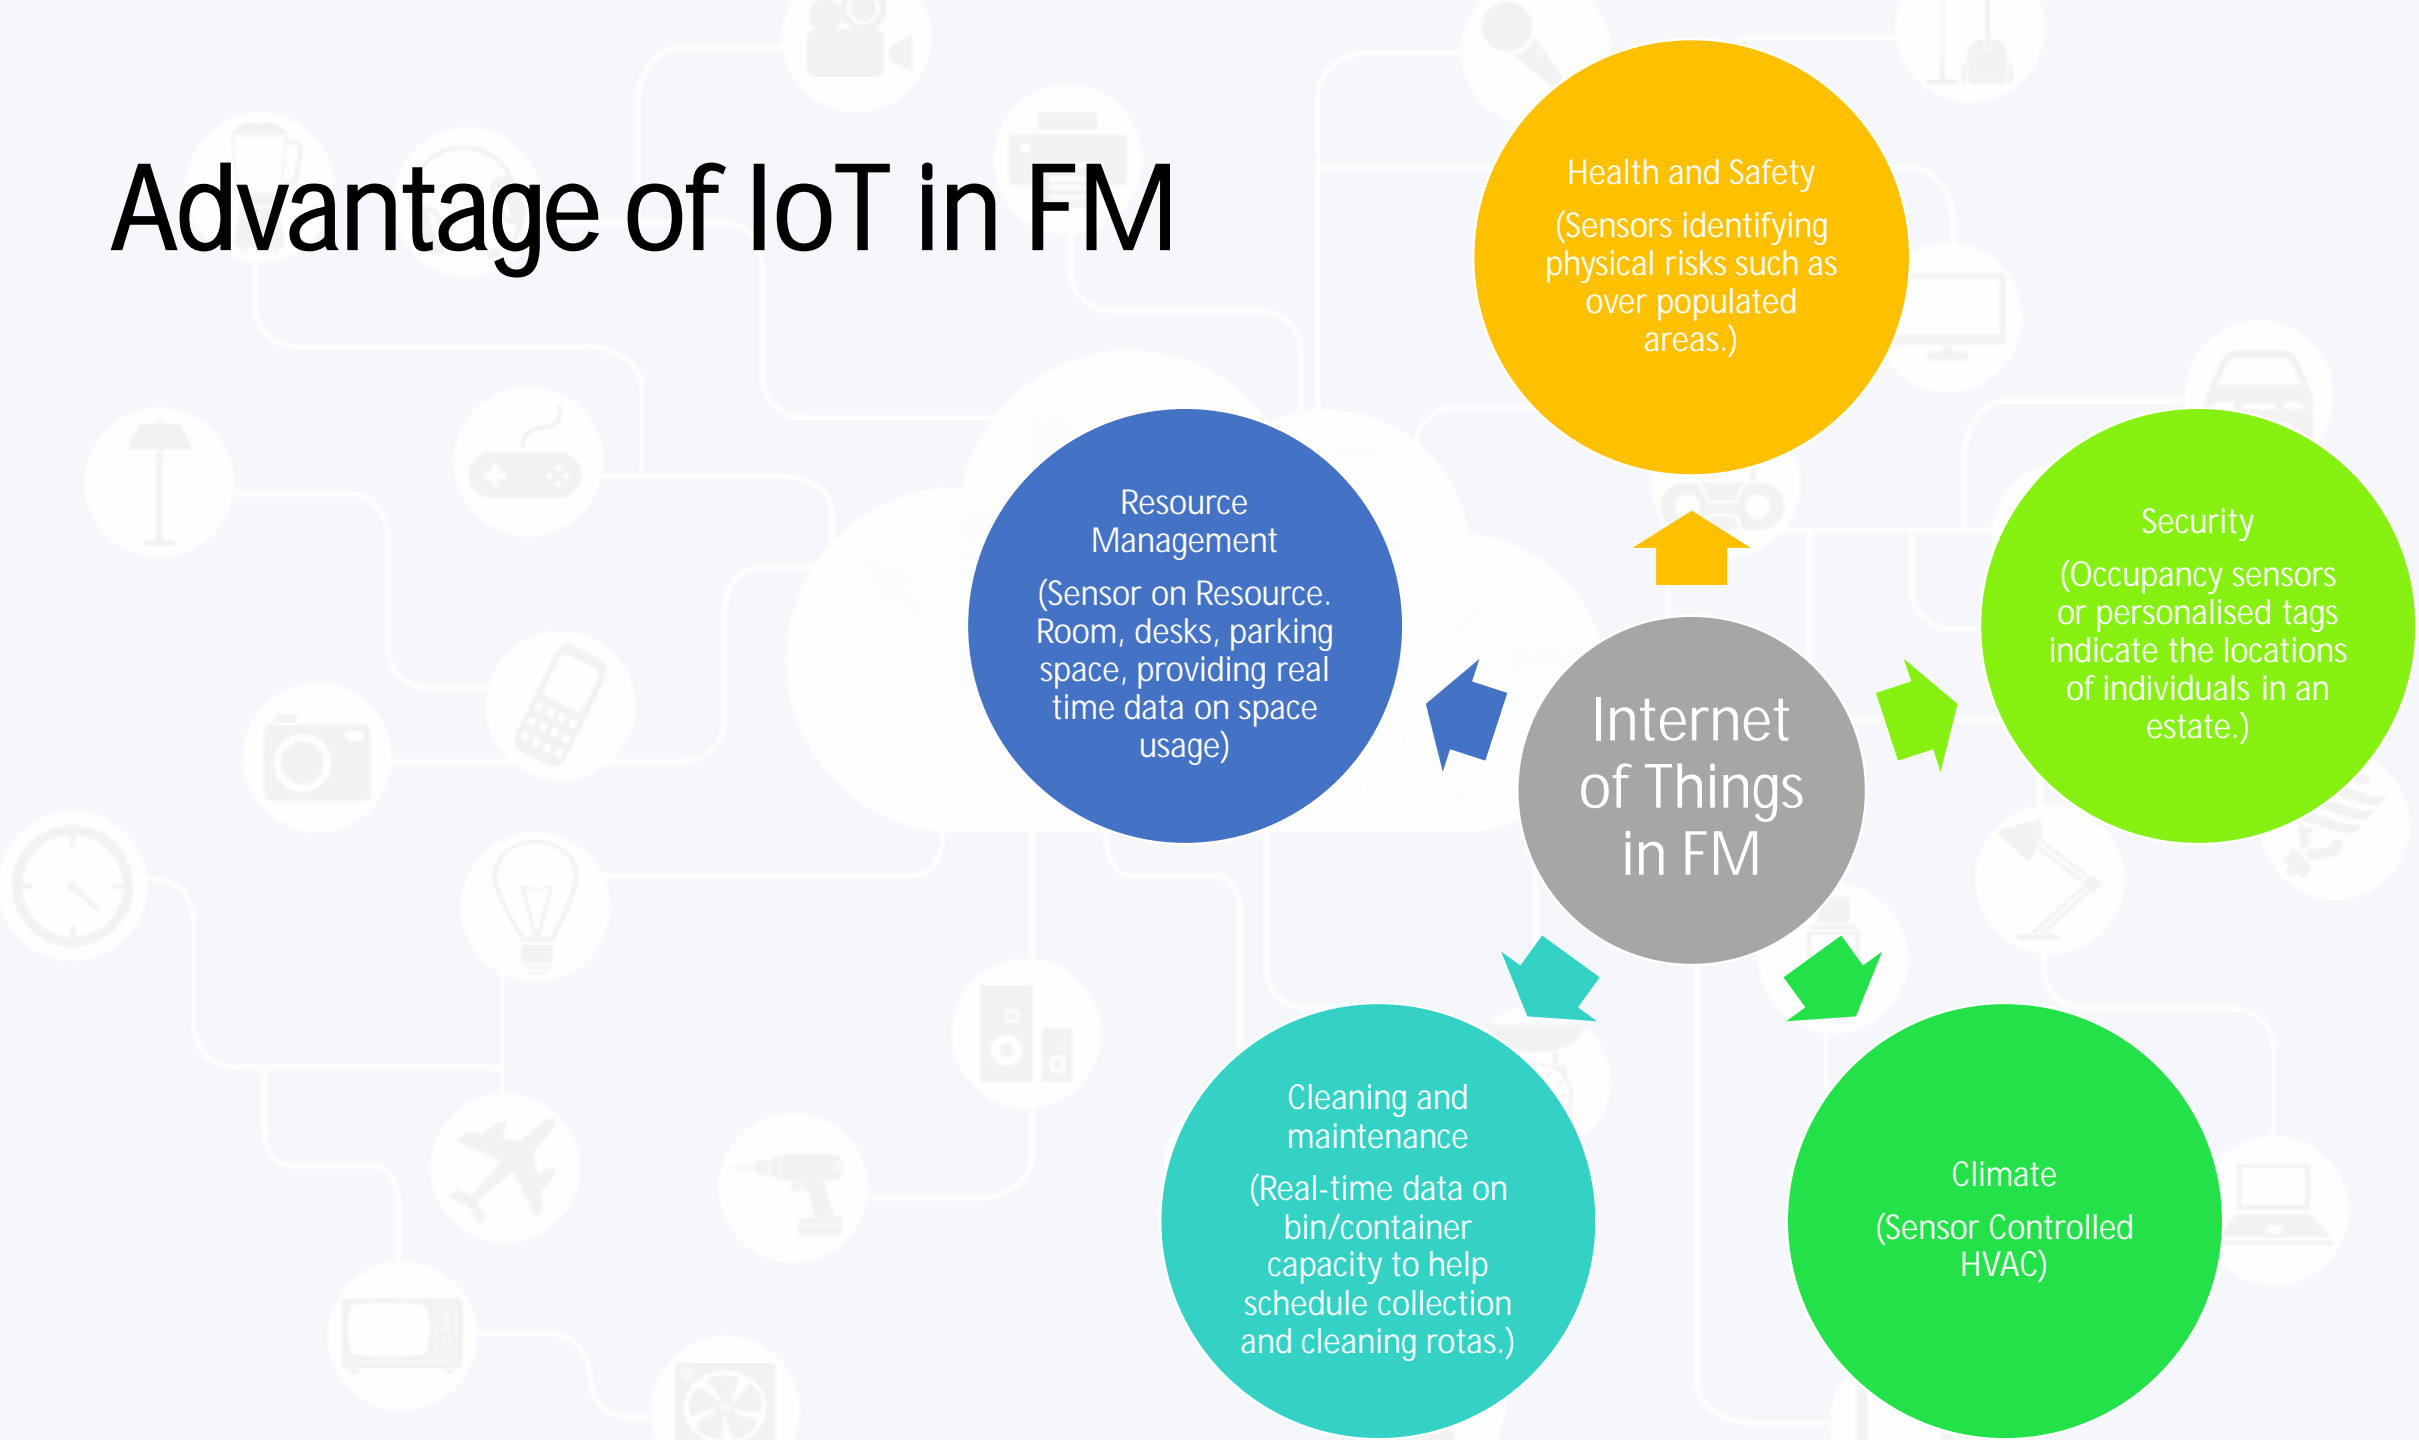 Advantage of IoT in FM
Health and Safety
(Sensors identifying
physical risks such as
over populated
areas.)
Security
(Occupancy sensors
or personalised tags
indicate the locations
of individuals in an
estate.)
Climate
(Sensor Controlled
HVAC)
Cleaning and
maintenance
(Real-time data on
bin/container
capacity to help
schedule collection
and cleaning rotas.)
Resource
Management
(Sensor on Resource.
Room, desks, parking
space, providing real
time data on space
usage)
Internet
of Things
in FM